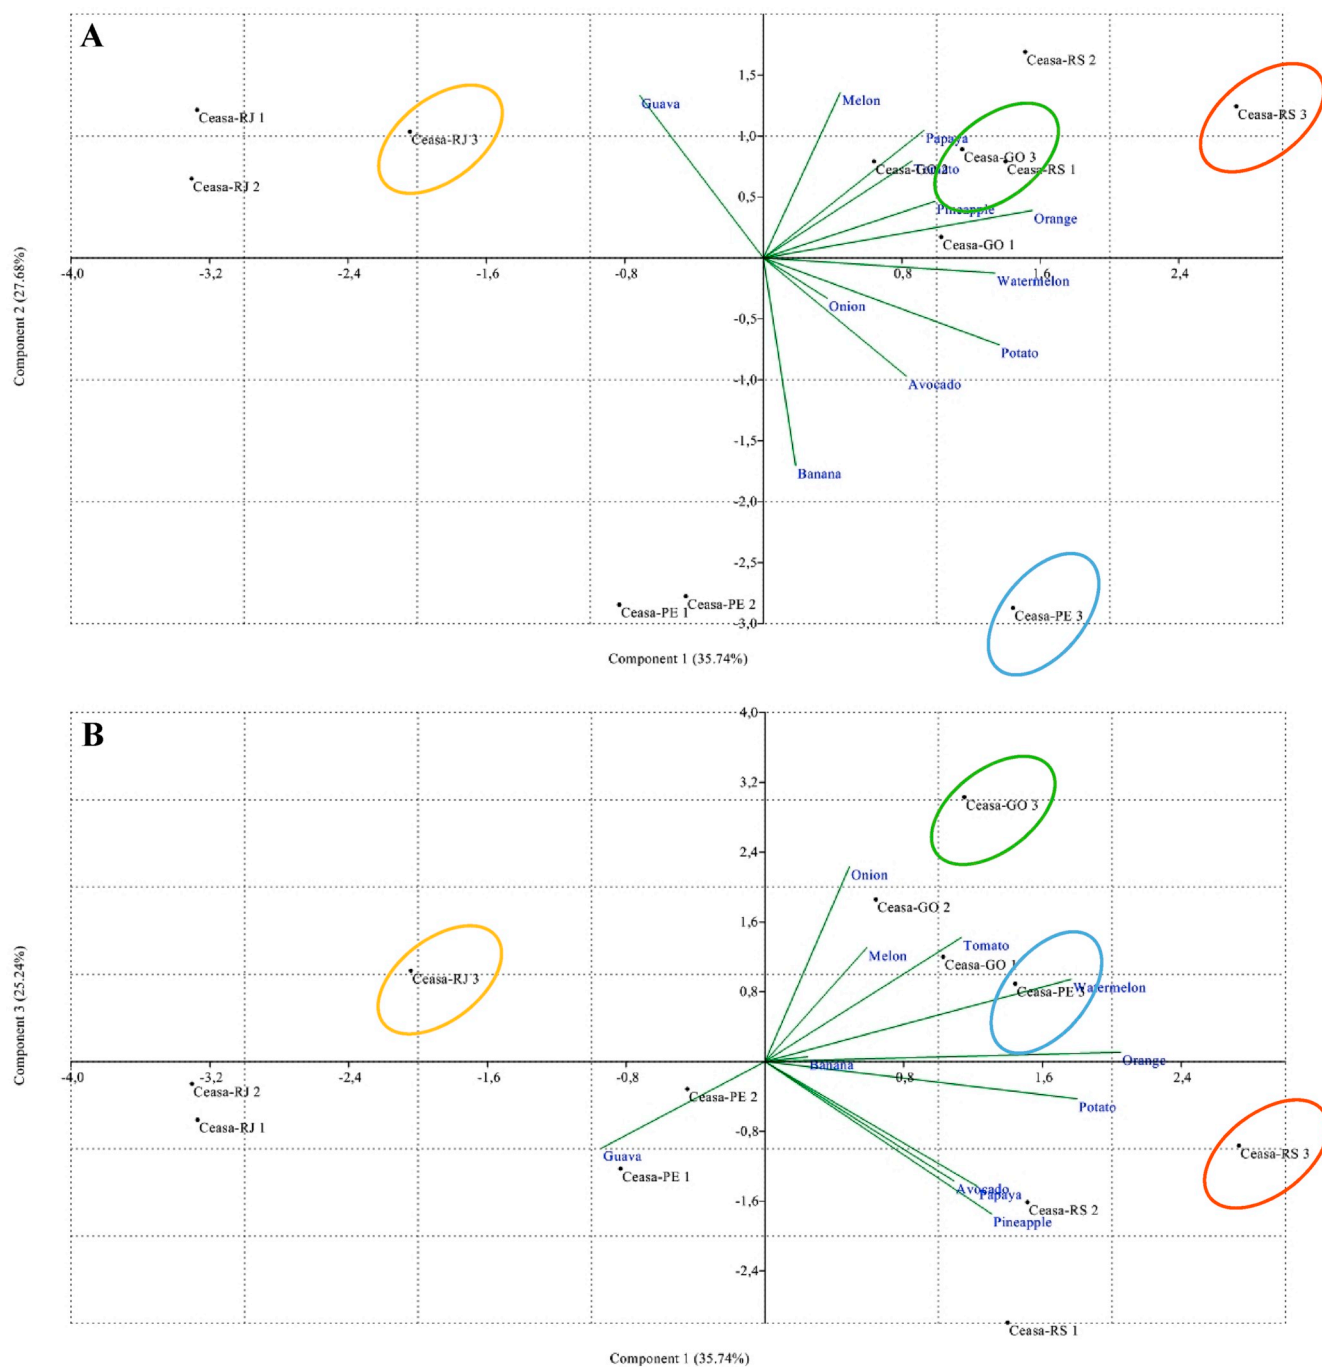 A
Ceasa-RS 2
1,5
Guava
Melon
Ceasa-RS 3
Ceasa-RJ 1
Ceasa-RJ 3
1,0
Papaya
Ceasa-GO 3
Ceasa-GO 2
Tomato
Ceasa-RS 1
Ceasa-RJ 2
0,5
Pineapple
Orange
Ceasa-GO 1
-4,0
-3,2
-2,4
-1,6
-0,8
0,8
1,6
2,4
Watermelon
Onion
-0,5
Component 2 (27.68%)
Potato
-1,0
Avocado
-1,5
Banana
-2,0
-2,5
Ceasa-PE 1
Ceasa-PE 2
Ceasa-PE 3
-3,0
Component 1 (35.74%)
B
4,0
3,2
Ceasa-GO 3
2,4
Onion
Ceasa-GO 2
1,6
Tomato
Melon
Ceasa-GO 1
Ceasa-RJ 3
0,8
Ceasa-PE 3
Watermelon
Component 3 (25.24%)
Banana
Orange
-4,0
-3,2
-2,4
-1,6
-0,8
0,8
1,6
2,4
Ceasa-RJ 2
Ceasa-PE 2
Potato
Ceasa-RJ 1
-0,8
Guava
Ceasa-RS 3
Ceasa-PE 1
Avocado
Papaya
-1,6
Ceasa-RS 2
Pineapple
-2,4
Ceasa-RS 1
Component 1 (35.74%)